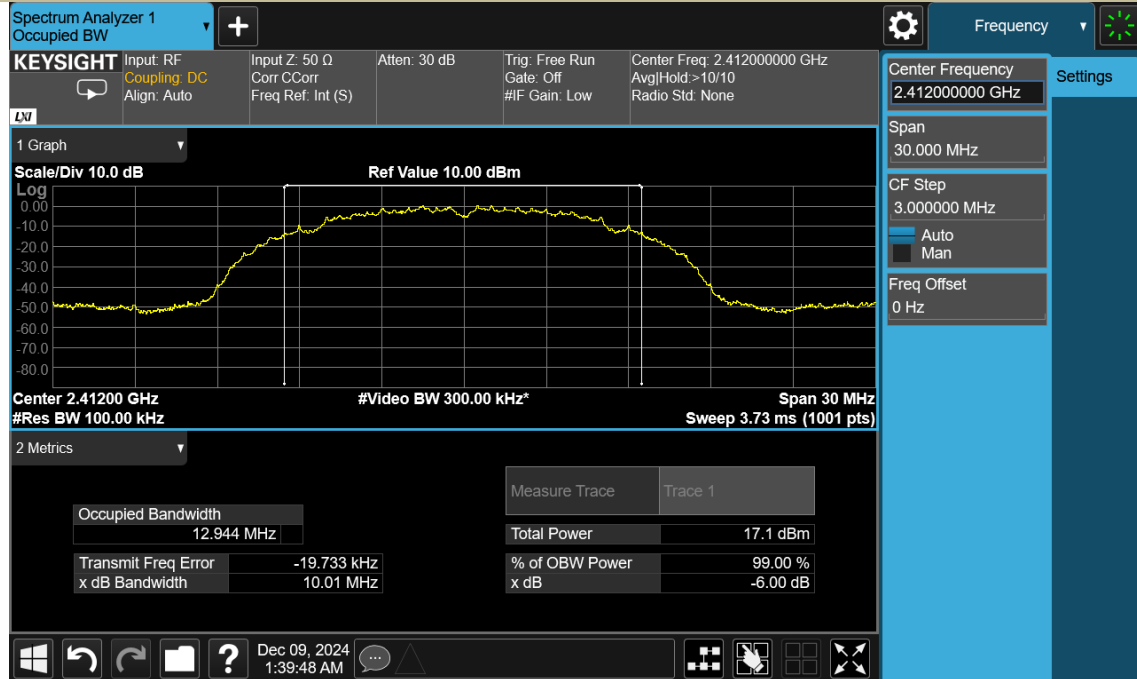 Spectrum Analyzer 1
Occupied BW
+
Frequency
KEYSIGHT
LXI
Input: RF
Coupling: DC
Align: Auto
Input Z: 50 Ω
Corr CCorr
Freq Ref: Int (S)
Atten: 30 dB
Trig: Free Run
Gate: Off
#IF Gain: Low
Center Freq: 2.412000000 GHz
Avg|Hold:>10/10
Radio Std: None
Center Frequency
2.412000000 GHz
Settings
Span
30.000 MHz
CF Step
3.000000 MHz
Auto
Man
Freq Offset
0 Hz
1 Graph
Scale/Div 10.0 dB
Ref Value 10.00 dBm
Log
0.00
-10.0
-20.0
-30.0
-40.0
-50.0
-60.0
-70.0
-80.0
Center 2.41200 GHz
#Video BW 300.00 kHz*
Span 30 MHz
#Res BW 100.00 kHz
Sweep 3.73 ms (1001 pts)
2 Metrics
Measure Trace
Trace 1
Occupied Bandwidth
12.944 MHz
Total Power
17.1 dBm
Transmit Freq Error
-19.733 kHz
% of OBW Power
99.00 %
x dB Bandwidth
10.01 MHz
x dB
-6.00 dB
?
Dec 09, 2024
1:39:48 AM